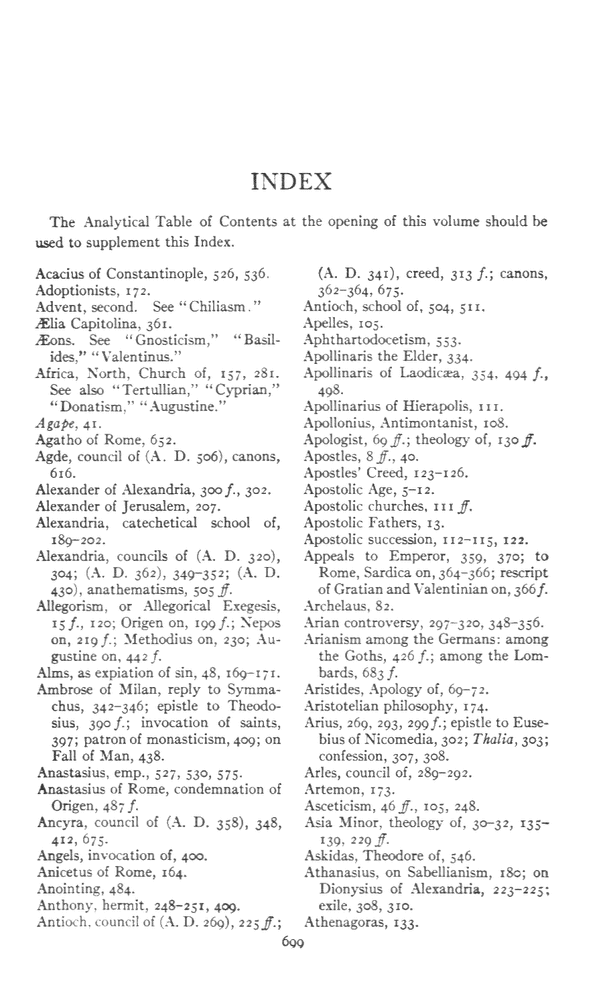 INDEX
The Analytical Table of Contents at the opening of this volume should be
used to supplement this Index.
Acacius of Constantinople, 526, 536.
Adoptionists, 172.
Advent, second. See “Chiliasm.”
Ælia Capitolina, 361.
Æons. See “Gnosticism,” “Basil-
ides,” “Valentinus.”
Africa, North, Church of, 157, 281.
See also “Tertullian,” “Cyprian,”
“Donatism,” “Augustine.”
Agape, 41.
Agatho of Rome, 652.
Agde, council of (A. D. 506), canons,
616.
Alexander of Alexandria, 300 f., 302.
Alexander of Jerusalem, 207.
Alexandria, catechetical school of,
189–202.
Alexandria, councils of (A. D. 320),
304; (A. D. 362), 349–352; (A. D.
430), anathematisms, 505 ff.
Allegorism, or Allegorical Exegesis,
15 f., 120; Origen on, 199 f.; Nepos
on, 219 f.; Methodius on, 230; Au-
gustine on, 442 f.
Alms, as expiation of sin, 48, 169–171.
Ambrose of Milan, reply to Symma-
chus, 342–346; epistle to Theodo-
sius, 390 f.; invocation of saints,
397; patron of monasticism, 409; on
Fall of Man, 438.
Anastasius, emp., 527, 530, 575.
Anastasius of Rome, condemnation of
Origen, 487 f.
Ancyra, council of (A. D. 358), 348,
412, 675.
Angels, invocation of, 400.
Anicetus of Rome, 164.
Anointing, 484.
Anthony, hermit, 248–251, 409.
Antioch, council of (A. D. 269), 225 ff.;
(A. D. 341), creed, 313 f.; canons,
362–364, 675.
Antioch, school of, 504, 511.
Apelles, 105.
Aphthartodocetism, 553.
Apollinaris the Elder, 334.
Apollinaris of Laodicæa, 354, 494 f.,
498.
Apollinarius of Hierapolis, 111.
Apollonius, Antimontanist, 108.
Apologist, 69 ff.; theology of, 130 ff.
Apostles, 8 ff., 40.
Apostles’ Creed, 123–126.
Apostolic Age, 5–12.
Apostolic churches, 111 ff.
Apostolic Fathers, 13.
Apostolic succession, 112–115, 122.
Appeals to Emperor, 359, 370; to
Rome, Sardica on, 364–366; rescript
of Gratian and Valentinian on, 366 f.
Archelaus, 82.
Arian controversy, 297–320, 348–356.
Arianism among the Germans: among
the Goths, 426 f.; among the Lom-
bards, 683 f.
Aristides, Apology of, 69–72.
Aristotelian philosophy, 174.
Arius, 269, 293, 299 f.; epistle to Euse-
bius of Nicomedia, 302; Thalia, 303;
confession, 307, 308.
Arles, council of, 289–292.
Artemon, 173.
Asceticism, 46 ff., 105, 248.
Asia Minor, theology of, 30–32, 135–
139, 229 ff.
Askidas, Theodore of, 546.
Athanasius, on Sabellianism, 180; on
Dionysius of Alexandria, 223–225;
exile, 308, 310.
Athenagoras, 133.
699